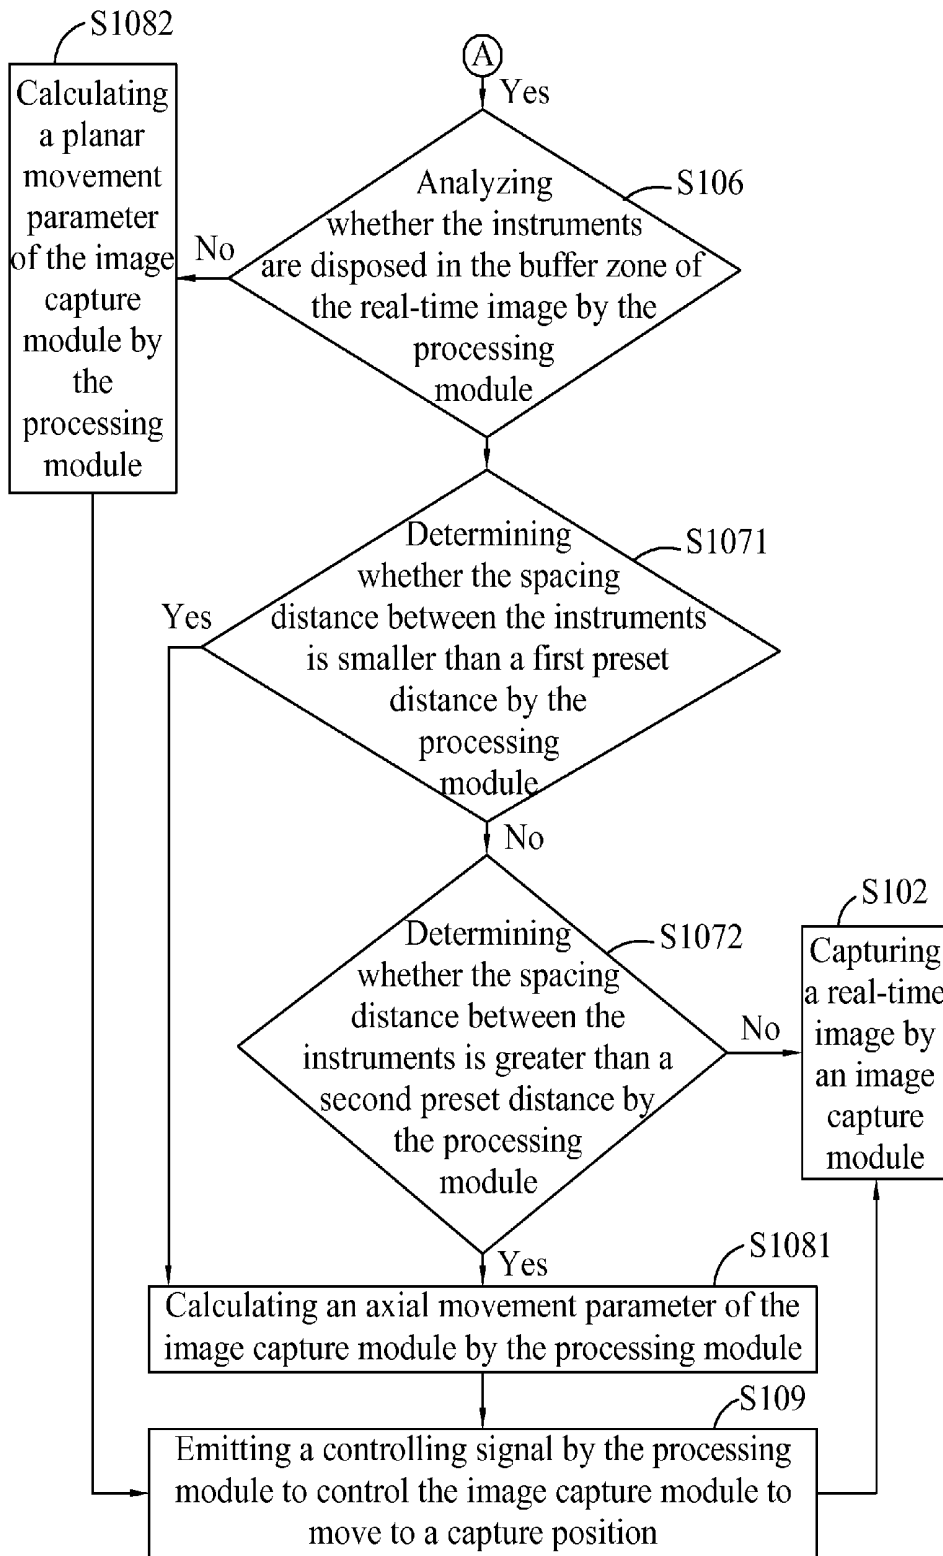 S1082
Calculating
a planar
movement
parameter
of the image
capture
module by
the
processing
module
A
Yes
S106
Analyzing
whether the instruments
are disposed in the buffer zone of
the real-time image by the
processing
module
No
S1071
Determining
whether the spacing
distance between the instruments
is smaller than a first preset
distance by the
processing
module
Yes
No
S1072
Determining
whether the spacing
distance between the
instruments is greater than a
second preset distance by
the processing
module
No
S102
Capturing
a real-time
image by
an image
capture
module
Yes
S1081
Calculating an axial movement parameter of the
image capture module by the processing module
S109
Emitting a controlling signal by the processing
module to control the image capture module to
move to a capture position